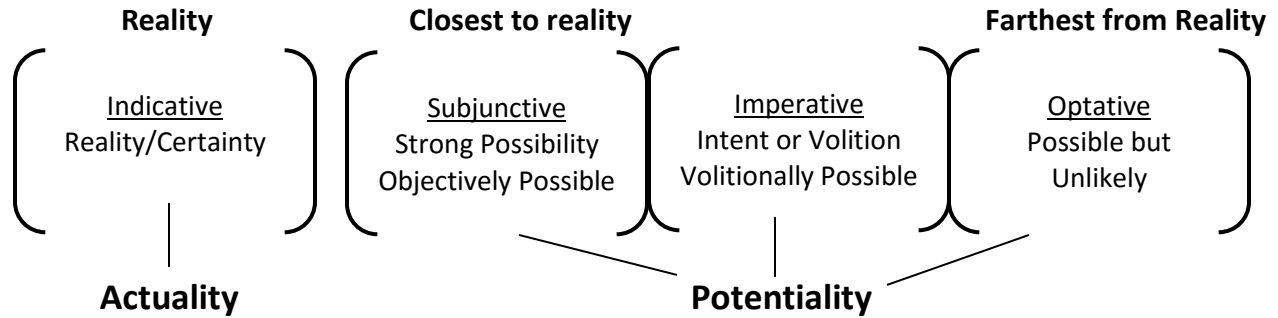 Reality
Closest to reality
Farthest from Reality
Indicative
Reality/Certainty
Subjunctive
Strong Possibility
Objectively Possible
Imperative
Intent or Volition
Volitionally Possible
Optative
Possible but
Unlikely
Actuality
Potentiality